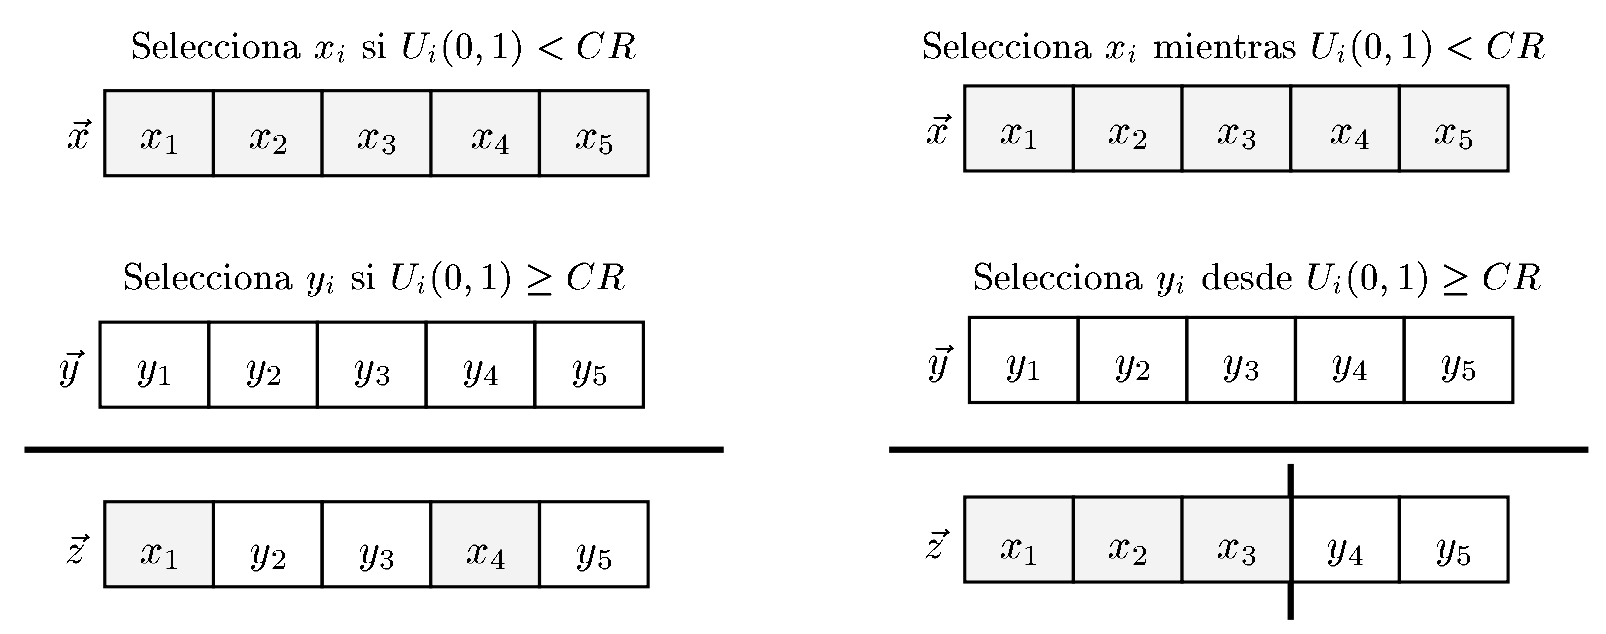 Selecciona $x_i$ si $U_i(0,1) < CR$
$\vec{x}$ $x_1$ $x_2$ $x_3$ $x_4$ $x_5$
Selecciona $y_i$ si $U_i(0,1) \geq CR$
$\vec{y}$ $y_1$ $y_2$ $y_3$ $y_4$ $y_5$
$\vec{z}$ $x_1$ $y_2$ $y_3$ $x_4$ $y_5$
Selecciona $x_i$ mientras $U_i(0,1) < CR$
$\vec{x}$ $x_1$ $x_2$ $x_3$ $x_4$ $x_5$
Selecciona $y_i$ desde $U_i(0,1) \geq CR$
$\vec{y}$ $y_1$ $y_2$ $y_3$ $y_4$ $y_5$
$\vec{z}$ $x_1$ $x_2$ $x_3$ $y_4$ $y_5$